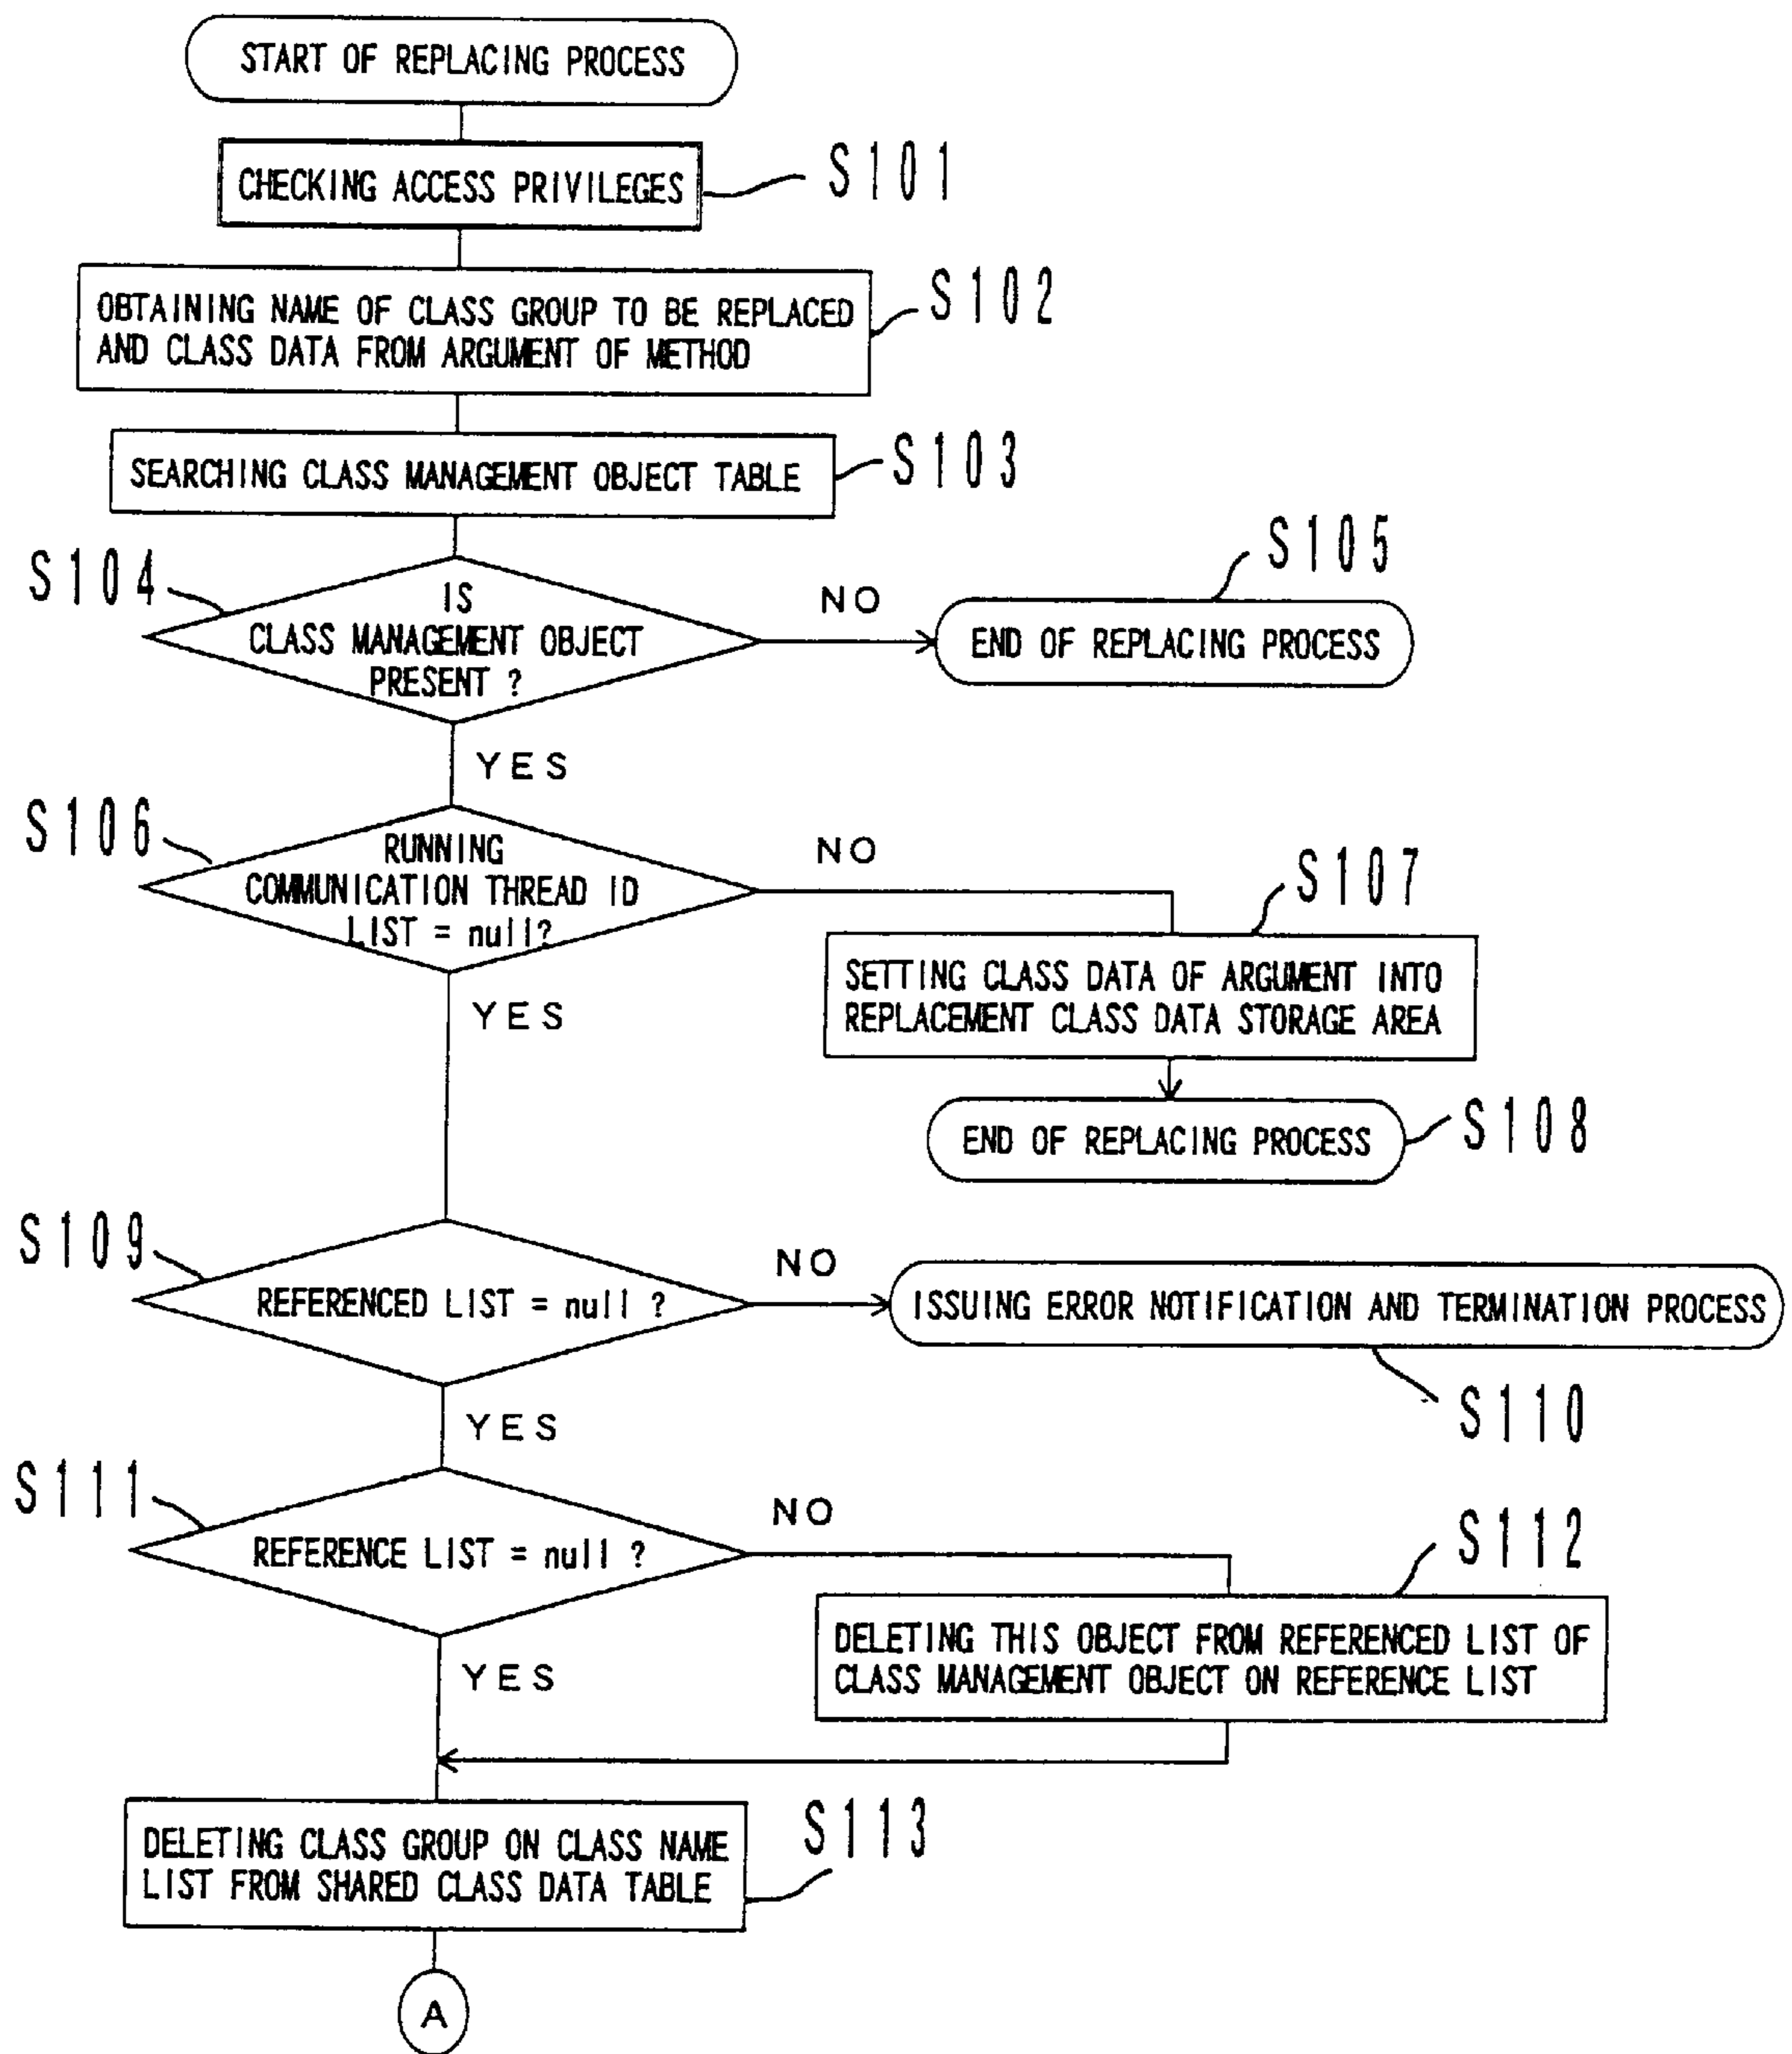 START OF REPLACING PROCESS
CHECKING ACCESS PRIVILEGES
S101
OBTAINING NAME OF CLASS GROUP TO BE REPLACED
AND CLASS DATA FROM ARGUMENT OF METHOD
S102
SEARCHING CLASS MANAGEMENT OBJECT TABLE
S103
S104
IS
CLASS MANAGEMENT OBJECT
PRESENT ?
NO
S105
END OF REPLACING PROCESS
YES
S106
RUNNING
COMMUNICATION THREAD ID
LIST = null?
NO
S107
SETTING CLASS DATA OF ARGUMENT INTO
REPLACEMENT CLASS DATA STORAGE AREA
YES
END OF REPLACING PROCESS
S108
S109
REFERENCED LIST = null ?
NO
ISSUING ERROR NOTIFICATION AND TERMINATION PROCESS
S110
YES
S111
REFERENCE LIST = null ?
NO
S112
DELETING THIS OBJECT FROM REFERENCED LIST OF
CLASS MANAGEMENT OBJECT ON REFERENCE LIST
YES
DELETING CLASS GROUP ON CLASS NAME
LIST FROM SHARED CLASS DATA TABLE
S113
A